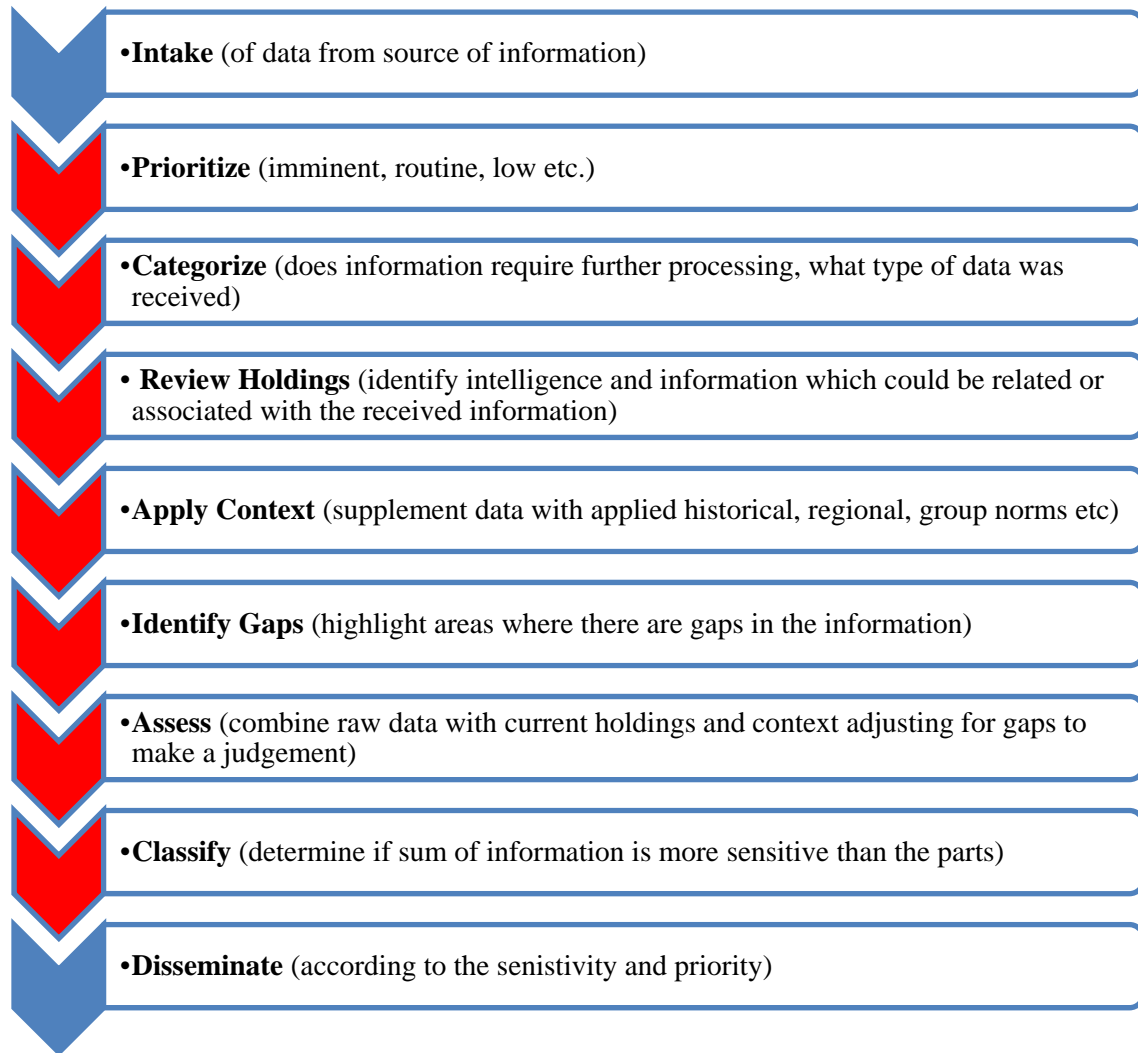 •Intake (of data from source of information)
•Prioritize (imminent, routine, low etc.)
•Categorize (does information require further processing, what type of data was
received)
• Review Holdings (identify intelligence and information which could be related or
associated with the received information)
•Apply Context (supplement data with applied historical, regional, group norms etc)
•Identify Gaps (highlight areas where there are gaps in the information)
•Assess (combine raw data with current holdings and context adjusting for gaps to
make a judgement)
•Classify (determine if sum of information is more sensitive than the parts)
•Disseminate (according to the senistivity and priority)